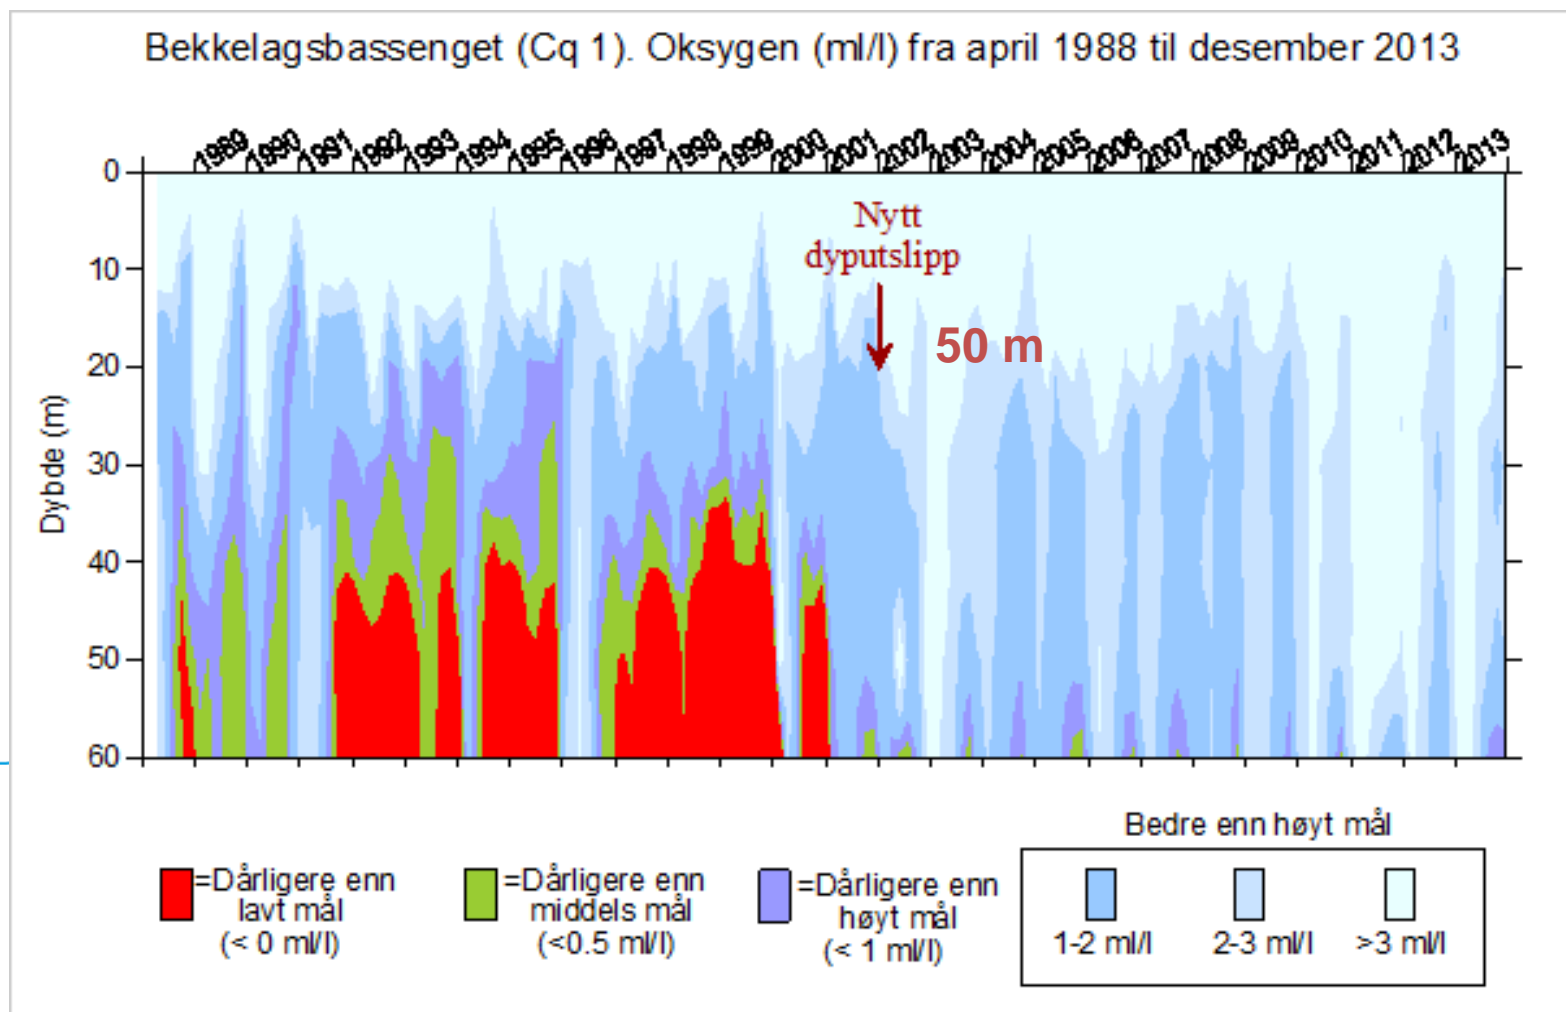 Bekkelagsbassenget (Cq 1). Oksygen (ml/l) fra april 1988 til desember 2013
1989 1990 1991 1992 1993 1994 1995 1996 1997 1998 1999 2000 2001 2002 2003 2004 2005 2006 2007 2008 2009 2010 2011 2012 2013
0
10
20
30
40
50
60
Dybde (m)
Nytt
dyputslipp
50 m
=Dårligere enn
lavt mål
(< 0 ml/l)
=Dårligere enn
middels mål
(<0.5 ml/l)
=Dårligere enn
høyt mål
(< 1 ml/l)
Bedre enn høyt mål
1-2 ml/l
2-3 ml/l
>3 ml/l